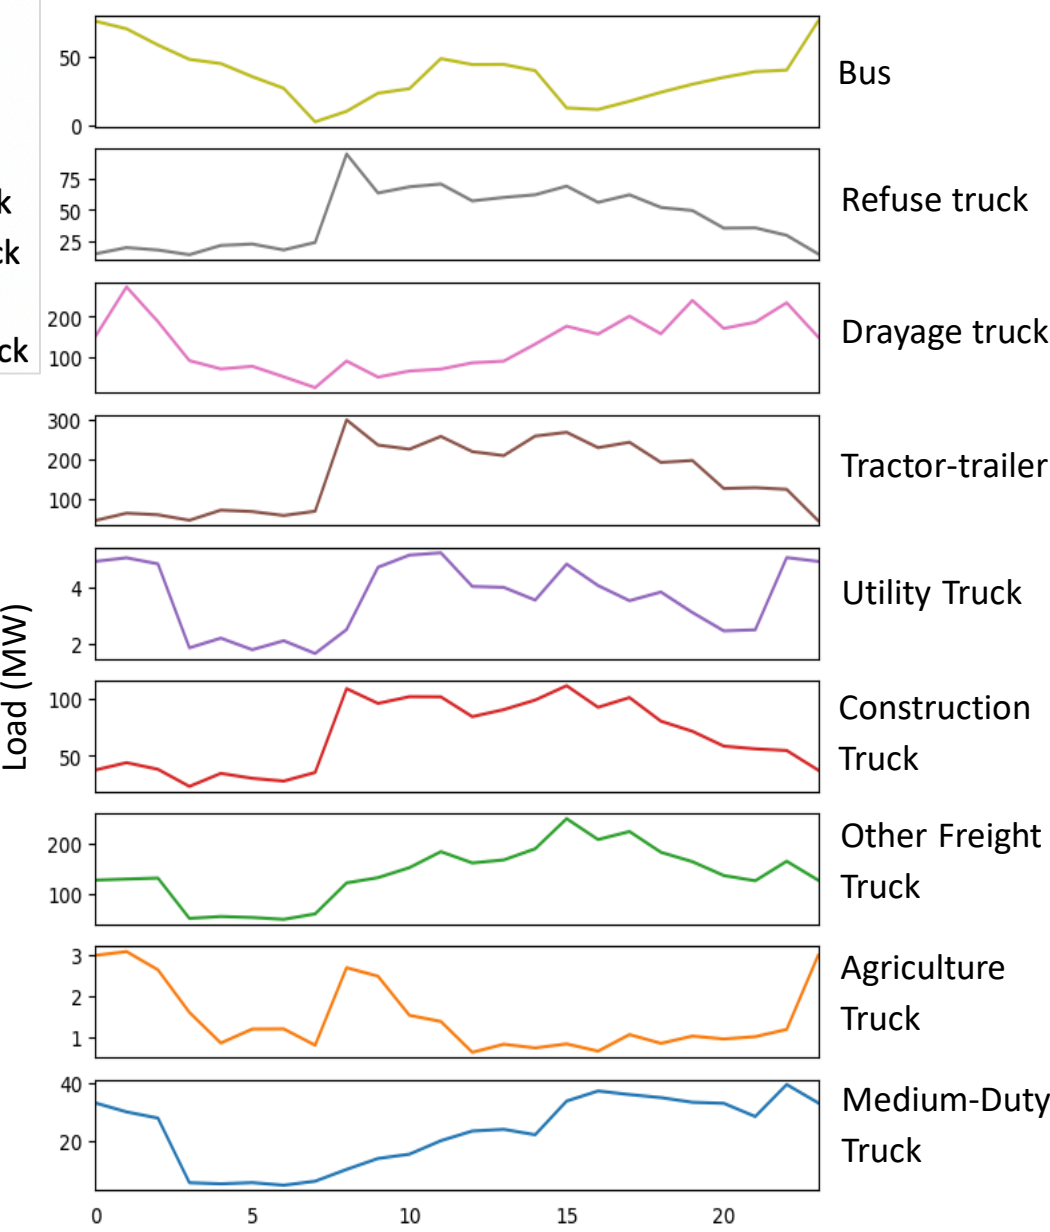 50
0
Bus
75
50
25
Refuse truck
k
ck
200
100
Drayage truck
ck
300
200
100
Tractor-trailer
4
2
Utility Truck
Load (MW)
100
50
Construction
Truck
200
100
Other Freight
Truck
3
2
1
Agriculture
Truck
40
20
Medium-Duty
Truck
0 5 10 15 20